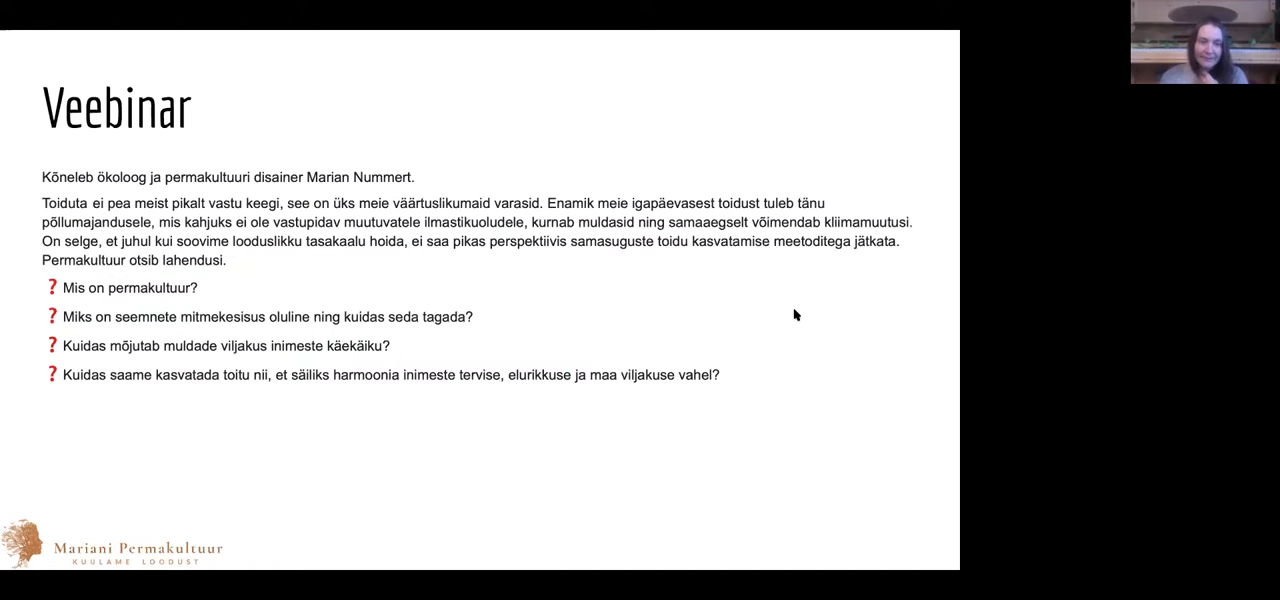 Veebinar
Kõneleb ökoloog ja permakultuuri disainer Marian Nummert.
Toiduta ei pea meist pikalt vastu keegi, see on üks meie väärtuslikumaid varasid. Enamik meie igapäevasest toidust tuleb tänu
põllumajandusele, mis kahjuks ei ole vastupidav muutuvatele ilmastikuoludele, kurnab muldasid ning samaaegselt võimendab kliimamuutusi.
On selge, et juhul kui soovime looduslikku tasakaalu hoida, ei saa pikas perspektiivis samasuguste toidu kasvatamise meetoditega jätkata.
Permakultuur otsib lahendusi.
❓ Mis on permakultuur?
❓ Miks on seemnete mitmekesisus oluline ning kuidas seda tagada?
❓ Kuidas mõjutab muldade viljakus inimeste käekäiku?
❓ Kuidas saame kasvatada toitu nii, et säiliks harmoonia inimeste tervise, elurikkuse ja maa viljakuse vahel?
Mariani Permakultuur
KUULAME LOODUST